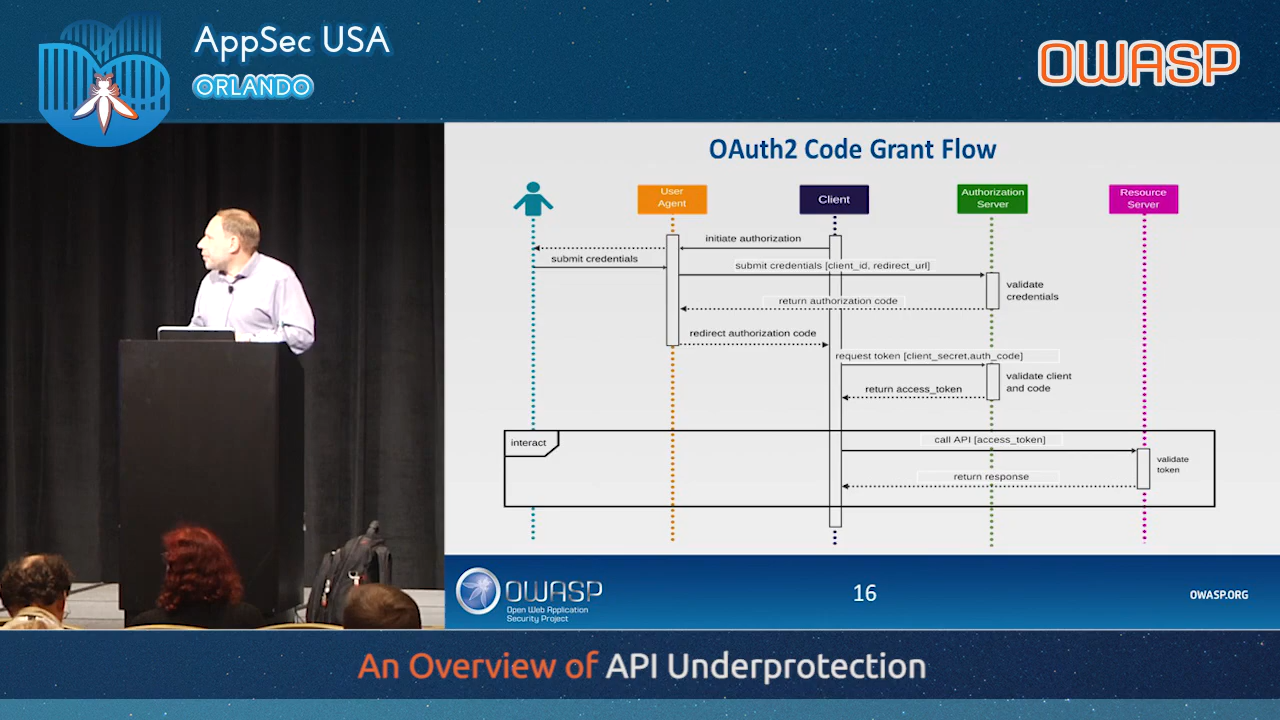 AppSec USA
ORLANDO
OWASP
OAuth2 Code Grant Flow
User
Agent
Client
Authorization
Server
Resource
Server
initiate authorization
submit credentials
submit credentials [client_id, redirect_url]
validate
credentials
return authorization code
redirect authorization code
request token [client_secret,auth_code]
validate client
and code
return access_token
interact
call API [access_token]
validate
token
return response
OWASP
Open Web Application
Security Project
16
OWASP.ORG
An Overview of API Underprotection